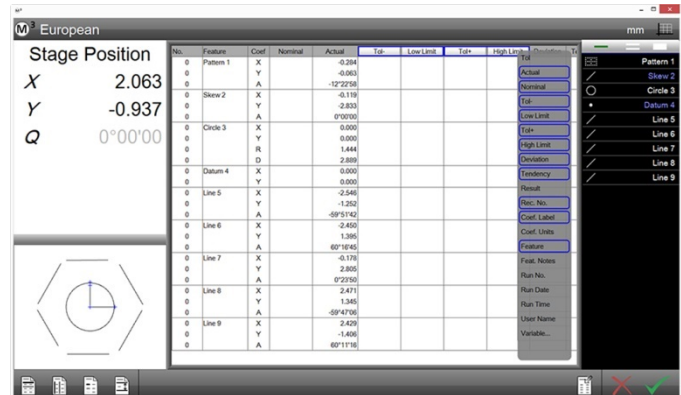 M³ European mm
Stage Position
X 2.063
Y -0.937
Q 0°00'00
No. Feature Coef Nominal Actual Tol- Low Limit Tol+ High Limit Deviation
0 Pattern 1 X -0.284
0 Y -0.063
0 A -12°22'58
0 Skew 2 X -0.119
0 Y -2.833
0 A 0°00'00
0 Circle 3 X 0.000
0 Y 0.000
0 R 1.444
0 D 2.889
0 Datum 4 X 0.000
0 Y 0.000
0 Line 5 X -2.546
0 Y -1.252
0 A -59°51'42
0 Line 6 X -2.450
0 Y 1.395
0 A 60°16'45
0 Line 7 X -0.178
0 Y 2.805
0 A 0°23'50
0 Line 8 X 2.471
0 Y 1.345
0 A -59°47'06
0 Line 9 X 2.429
0 Y -1.406
0 A 60°11'16
Tol
Actual
Nominal
Tol-
Low Limit
Tol+
High Limit
Deviation
Tendency
Result
Rec. No.
Coef. Label
Coef. Units
Feature
Feat. Notes
Run No.
Run Date
Run Time
User Name
Variable...
Pattern 1
Skew 2
Circle 3
Datum 4
Line 5
Line 6
Line 7
Line 8
Line 9